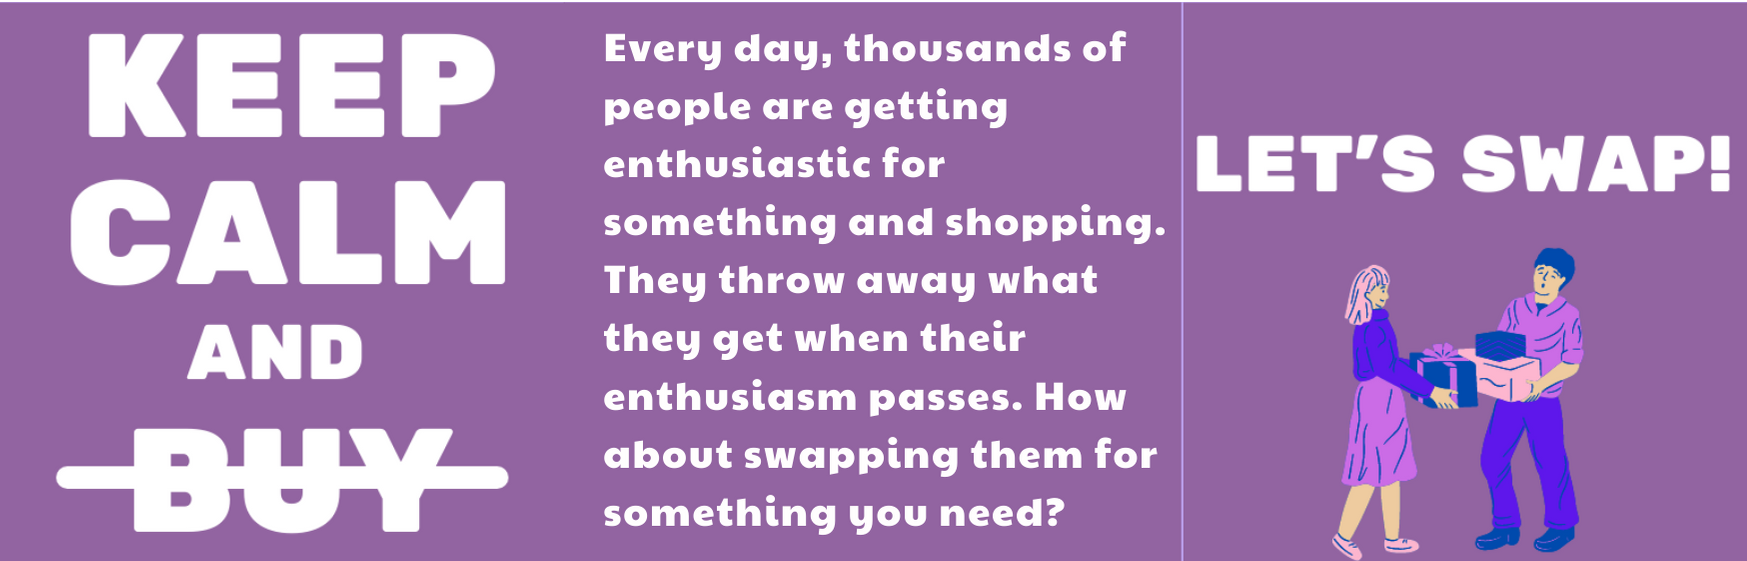 KEEP
CALM
AND
BUY
Every day, thousands of
people are getting
enthusiastic for
something and shopping.
They throw away what
they get when their
enthusiasm passes. How
about swapping them for
something you need?
LET'S SWAP!